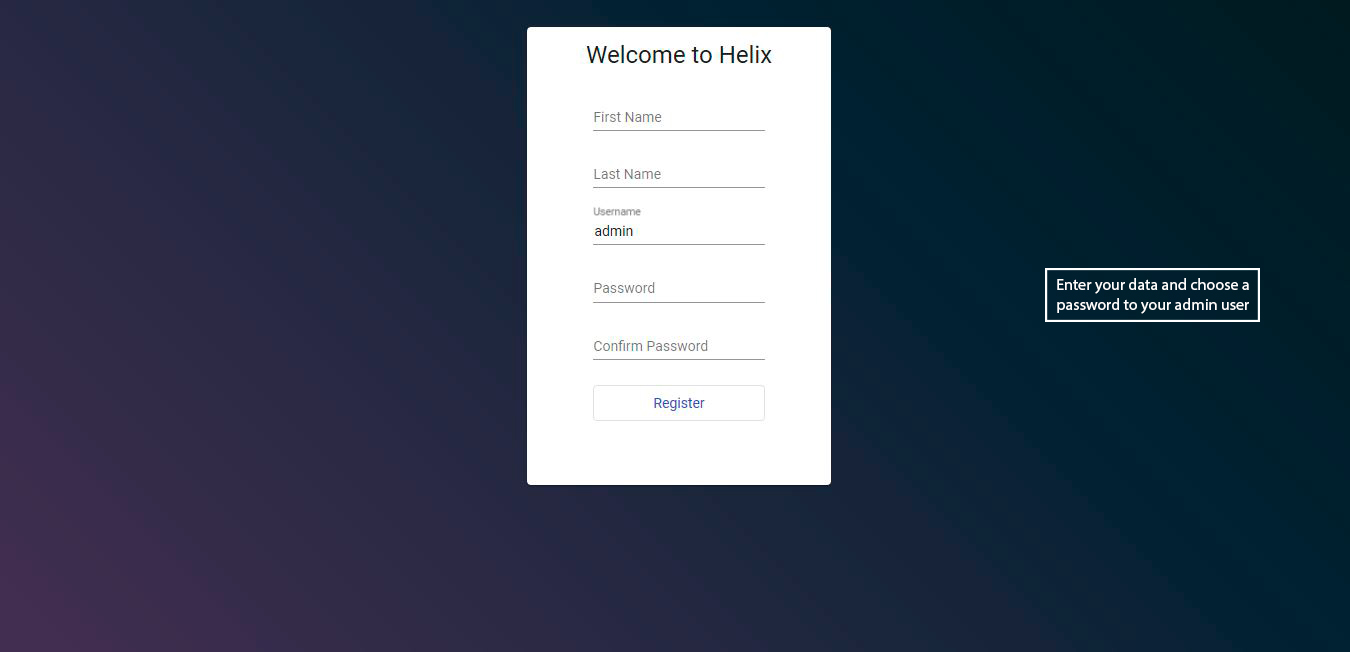 Welcome to Helix
First Name
Last Name
Username
admin
Password
Confirm Password
Register
Enter your data and choose a
password to your admin user